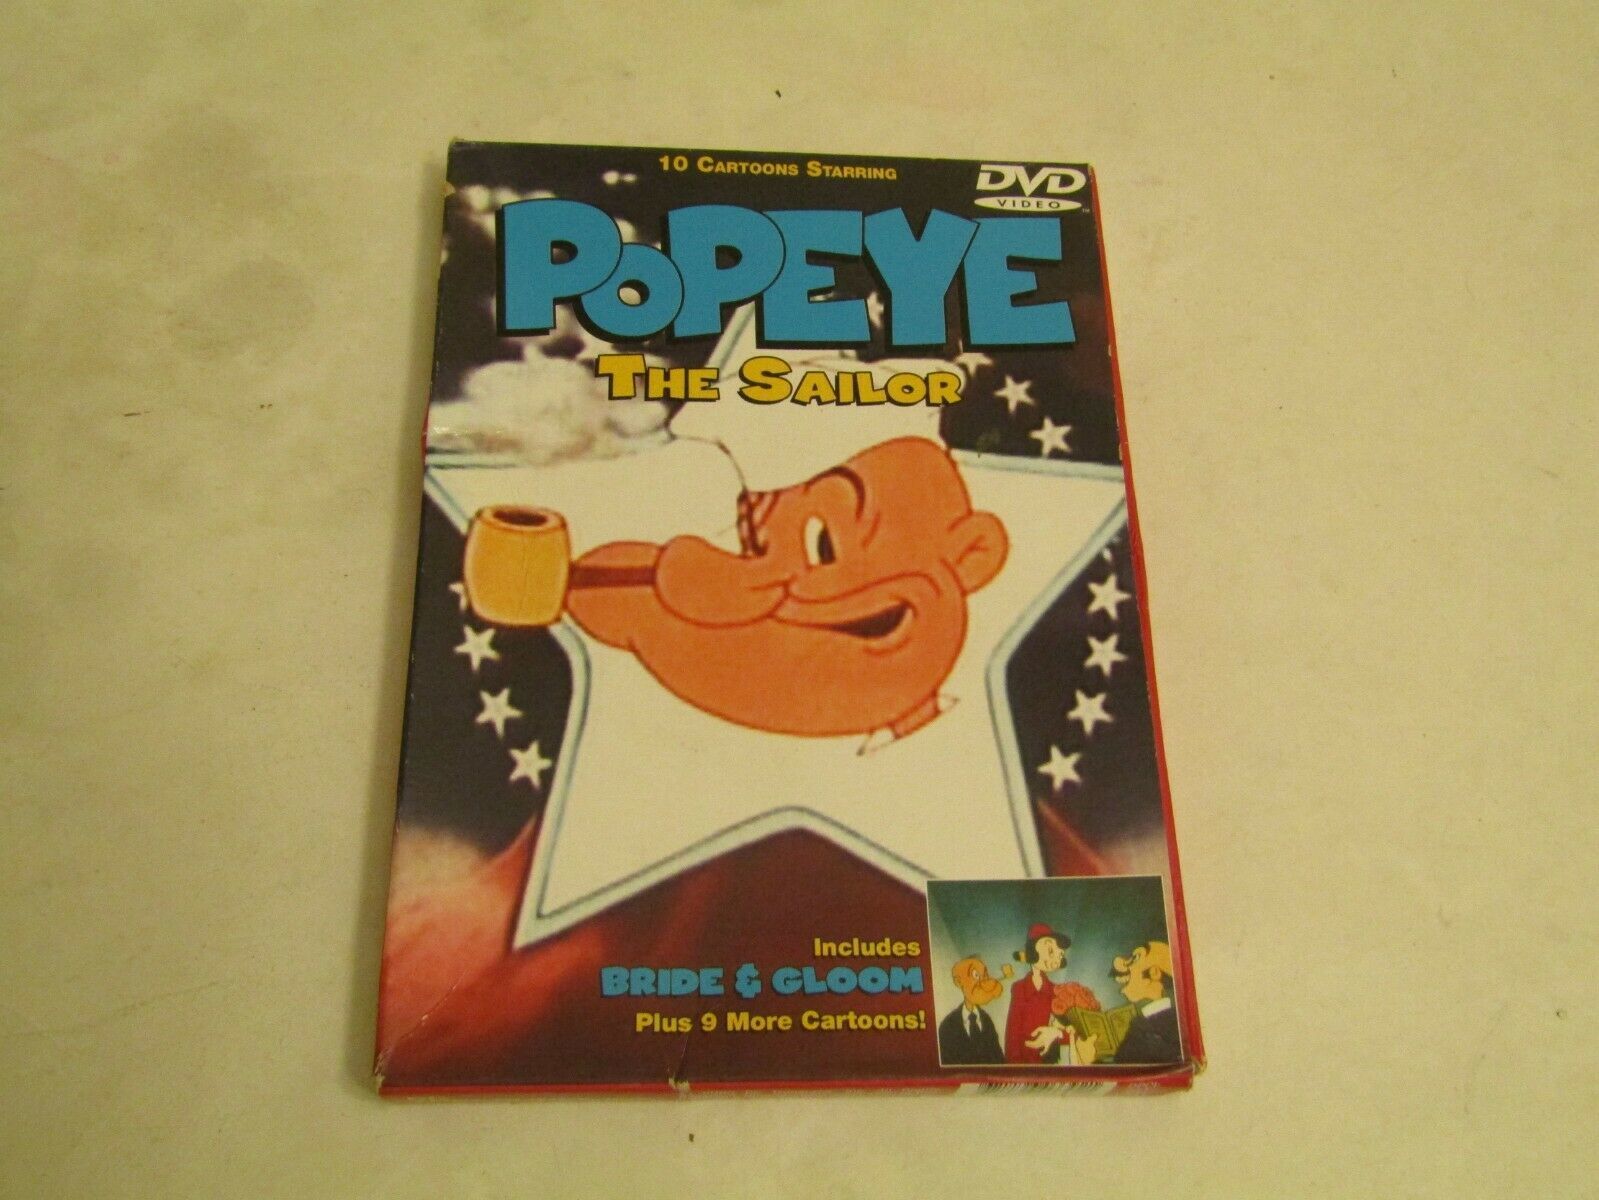 10 CARTOONS STARRING
DVD
VIDEO
POPEYE
THE SAILOR
Includes
BRIDE & GLOOM
Plus 9 More Cartoons!